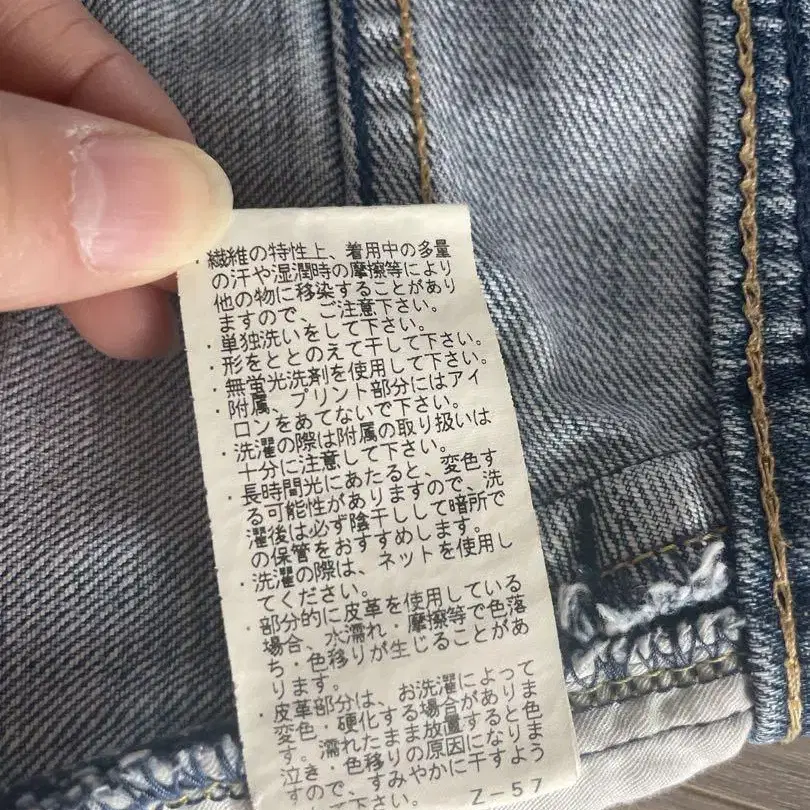 ・繊維の特性上、着用中の多量
の汗や湿潤時の摩擦等により
他の物に移染することがあり
ますので、ご注意下さい。
・単独洗いをして下さい。
・形をととのえて干して下さい。
・無蛍光洗剤を使用して下さい。
・附属、プリント部分にはアイ
ロンをあてないで下さい。
・洗濯の際は附属の取り扱いは
十分に注意して下さい。
・長時間光にあたると、変色す
る可能性がありますので、洗
濯後は必ず陰干しして暗所で
の保管をおすすめします。
・洗濯の際は、ネットを使用し
てください。
・部分的に皮革を使用している
場合、水濡れ・摩擦等で色落
ち・色移りが生じることがあ
ります。
・皮革部分は、お洗濯によって
変色・硬化する場合がありま
す。濡れたまま放置すると色
泣き・色移りの原因になりま
すので、すみやかに干すよう
にして下さい。
Z-57